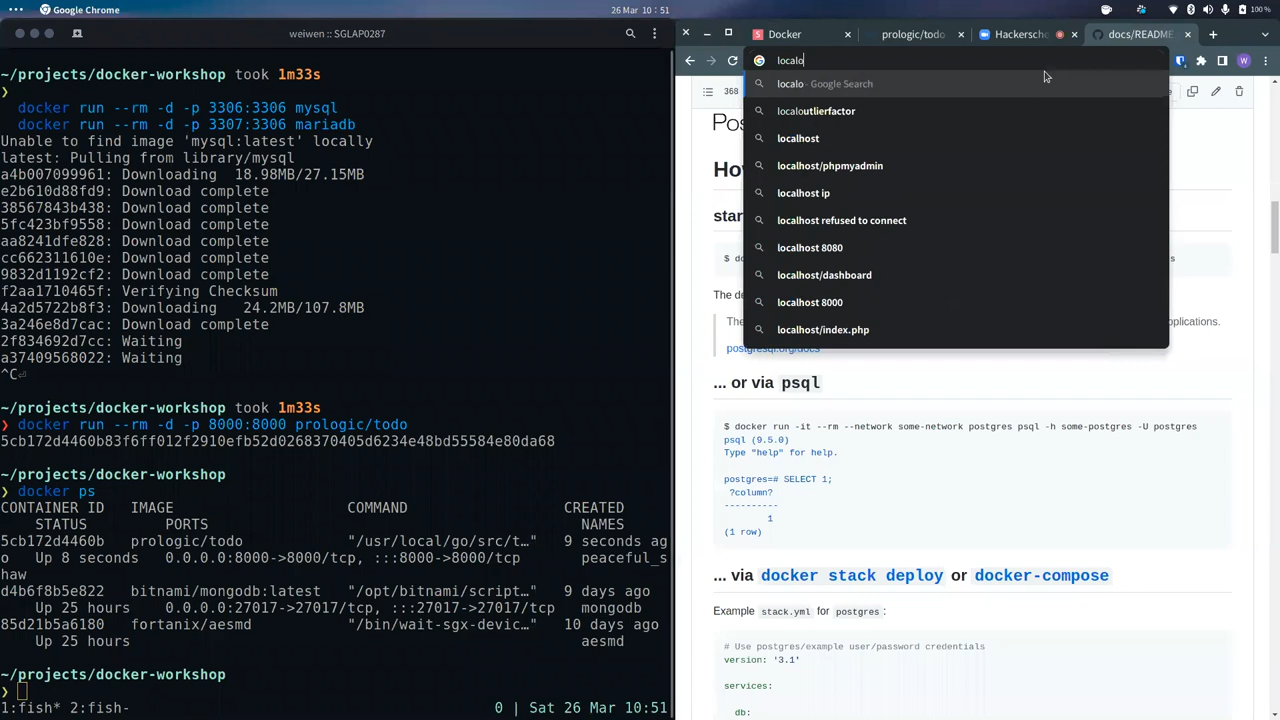 Google Chrome
26 Mar 10:51
100 %
weiwen :: SGLAP0287
~/projects/docker-workshop took 1m33s
❯
docker run --rm -d -p 3306:3306 mysql
docker run --rm -d -p 3307:3306 mariadb
Unable to find image 'mysql:latest' locally
latest: Pulling from library/mysql
a4b007099961: Downloading 18.98MB/27.15MB
e2b610d88fd9: Download complete
38567843b438: Download complete
5fc423bf9558: Download complete
aa8241dfe828: Download complete
cc662311610e: Download complete
9832d1192cf2: Download complete
f2aa1710465f: Verifying Checksum
4a2d5722b8f3: Downloading 24.2MB/107.8MB
3a246e8d7cac: Download complete
2f834692d7cc: Waiting
a37409568022: Waiting
^C⏎
~/projects/docker-workshop took 1m33s
❯ docker run --rm -d -p 8000:8000 prologic/todo
5cb172d4460b83f6ff012f2910efb52d0268370405d6234e48bd55584e80da68
~/projects/docker-workshop
❯ docker ps
CONTAINER ID IMAGE COMMAND CREATED
STATUS PORTS NAMES
5cb172d4460b prologic/todo "/usr/local/go/src/t…" 9 seconds ag
o Up 8 seconds 0.0.0.0:8000->8000/tcp, :::8000->8000/tcp peaceful_s
haw
d4b6f8b5e822 bitnami/mongodb:latest "/opt/bitnami/script…" 9 days ago
Up 25 hours 0.0.0.0:27017->27017/tcp, :::27017->27017/tcp mongodb
85d21b5a6180 fortanix/aesmd "/bin/wait-sgx-devic…" 10 days ago
Up 25 hours aesmd
~/projects/docker-workshop
❯
1:fish* 2:fish-
0 | Sat 26 Mar 10:51
Docker
prologic/todo
Hackersch
docs/README
localo
localo - Google Search
localoutlierfactor
localhost
localhost/phpmyadmin
localhost ip
localhost refused to connect
localhost 8080
localhost/dashboard
localhost 8000
localhost/index.php
W
368
Pos
How
star
$ d
s
The de
The
plications.
postgresql.org/docs
... or via psql
$ docker run -it --rm --network some-network postgres psql -h some-postgres -U postgres
psql (9.5.0)
Type "help" for help.
postgres=# SELECT 1;
?column?
----------
1
(1 row)
... via docker stack deploy or docker-compose
Example stack.yml for postgres :
# Use postgres/example user/password credentials
version: '3.1'
services:
db: